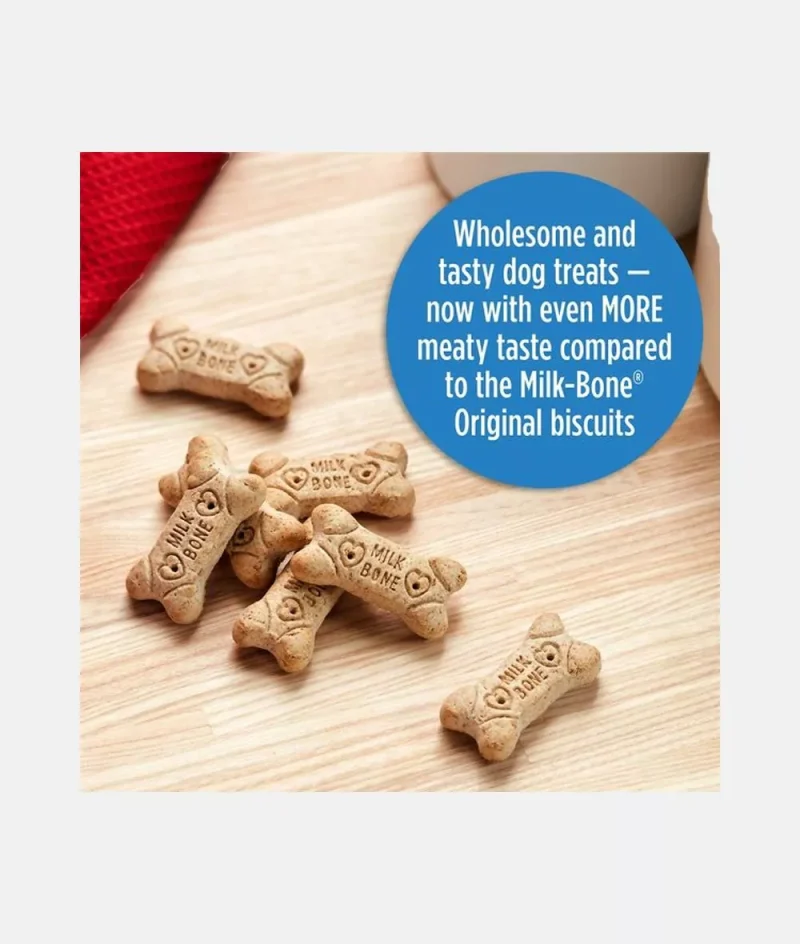 Wholesome and
tasty dog treats —
now with even MORE
meaty taste compared
to the Milk-Bone®
Original biscuits
MILK
BONE
MILK
BONE
MILK
BONE
MILK
BONE
BO
MILK
BONE